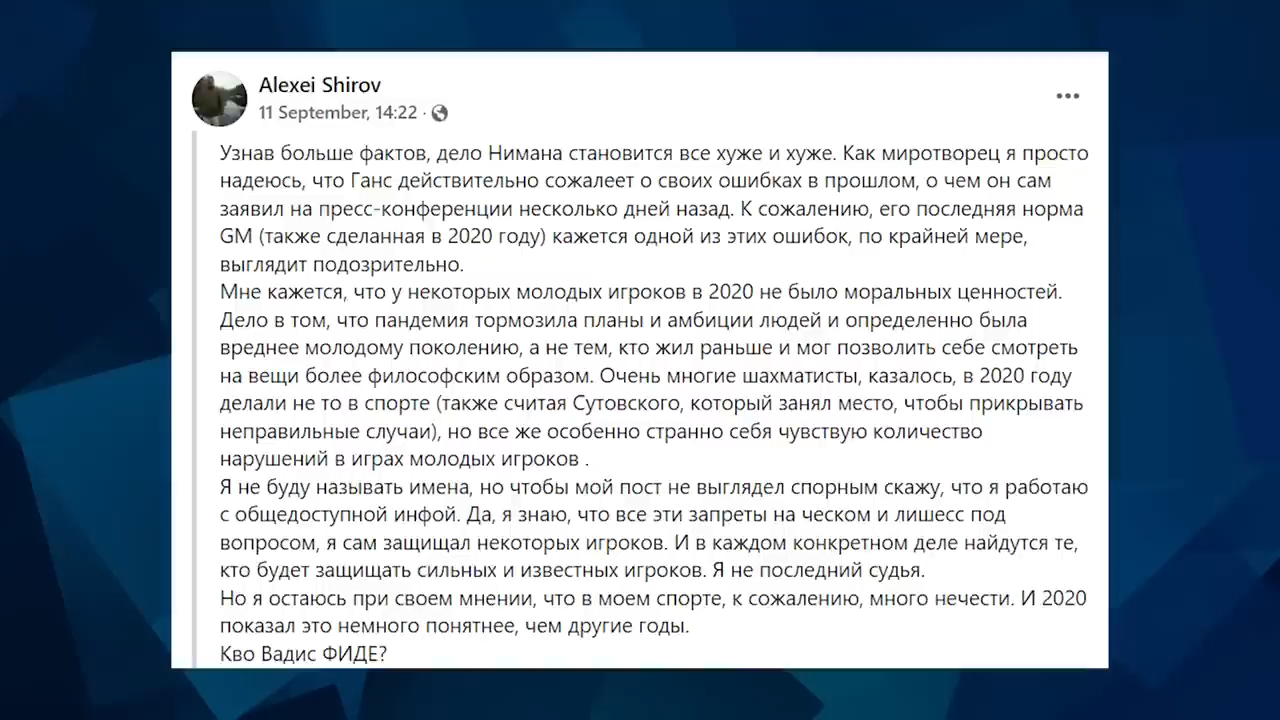 Alexei Shirov
11 September, 14:22 ·
Узнав больше фактов, дело Нимана становится все хуже и хуже. Как миротворец я просто
надеюсь, что Ганс действительно сожалеет о своих ошибках в прошлом, о чем он сам
заявил на пресс-конференции несколько дней назад. К сожалению, его последняя норма
GM (также сделанная в 2020 году) кажется одной из этих ошибок, по крайней мере,
выглядит подозрительно.
Мне кажется, что у некоторых молодых игроков в 2020 не было моральных ценностей.
Дело в том, что пандемия тормозила планы и амбиции людей и определенно была
вреднее молодому поколению, а не тем, кто жил раньше и мог позволить себе смотреть
на вещи более философским образом. Очень многие шахматисты, казалось, в 2020 году
делали не то в спорте (также считая Сутовского, который занял место, чтобы прикрывать
неправильные случаи), но все же особенно странно себя чувствую количество
нарушений в играх молодых игроков .
Я не буду называть имена, но чтобы мой пост не выглядел спорным скажу, что я работаю
с общедоступной инфой. Да, я знаю, что все эти запреты на ческом и лишесс под
вопросом, я сам защищал некоторых игроков. И в каждом конкретном деле найдутся те,
кто будет защищать сильных и известных игроков. Я не последний судья.
Но я остаюсь при своем мнении, что в моем спорте, к сожалению, много нечести. И 2020
показал это немного понятнее, чем другие годы.
Кво Вадис ФИДЕ?